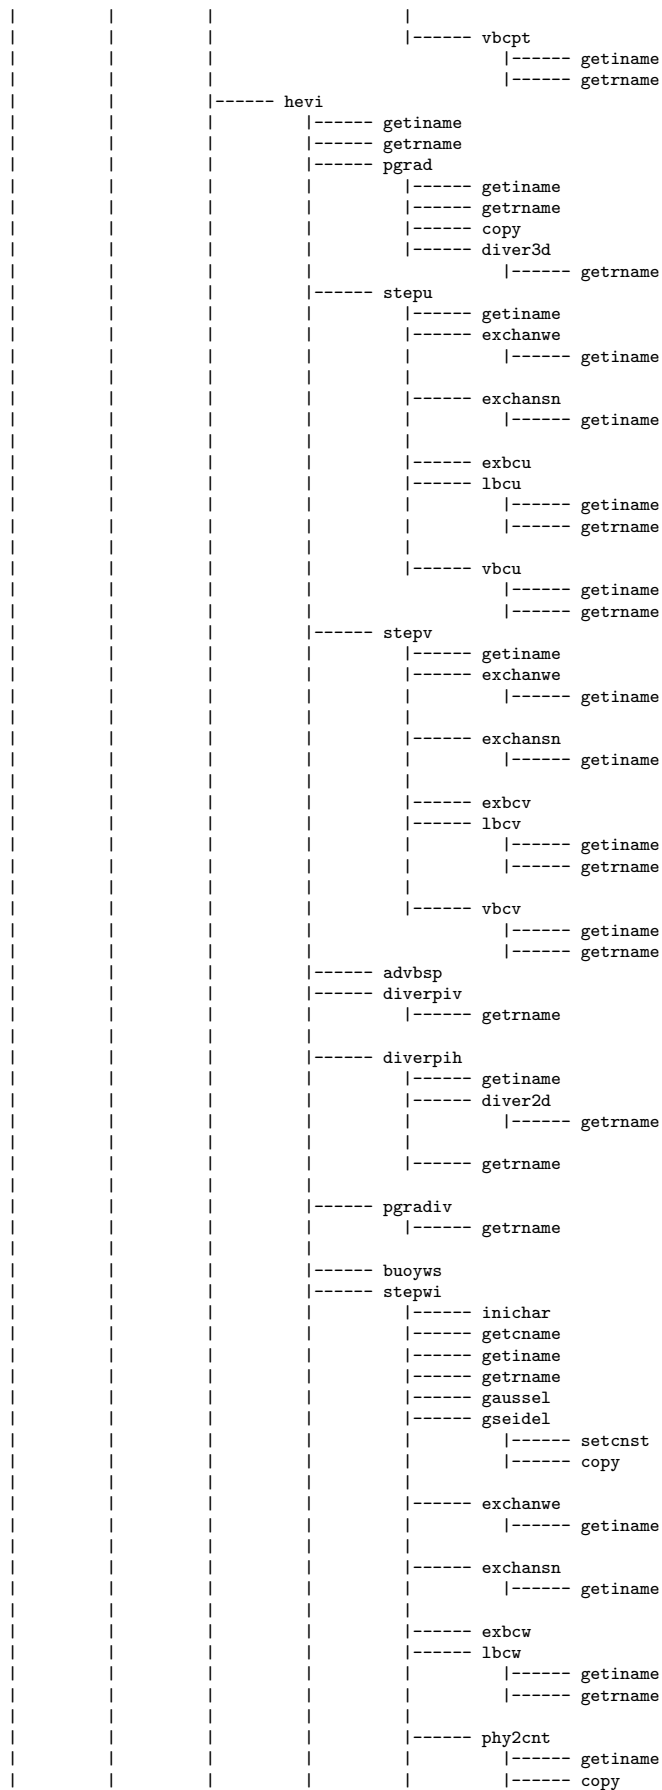 |            |            |                        |
|            |            |                        |------ vbcpt
|            |            |                                    |------ getiname
|            |            |                                    |------ getrname
|            |            |------ hevi
|            |            |            |------ getiname
|            |            |            |------ getrname
|            |            |            |------ pgrad
|            |            |            |            |------ getiname
|            |            |            |            |------ getrname
|            |            |            |            |------ copy
|            |            |            |            |------ diver3d
|            |            |            |                        |------ getrname
|            |            |            |------ stepu
|            |            |            |            |------ getiname
|            |            |            |            |------ exchanwe
|            |            |            |            |            |------ getiname
|            |            |            |            |
|            |            |            |            |------ exchansn
|            |            |            |            |            |------ getiname
|            |            |            |            |
|            |            |            |            |------ exbcu
|            |            |            |            |------ lbcu
|            |            |            |            |            |------ getiname
|            |            |            |            |            |------ getrname
|            |            |            |            |
|            |            |            |            |------ vbcu
|            |            |            |                        |------ getiname
|            |            |            |                        |------ getrname
|            |            |            |------ stepv
|            |            |            |            |------ getiname
|            |            |            |            |------ exchanwe
|            |            |            |            |            |------ getiname
|            |            |            |            |
|            |            |            |            |------ exchansn
|            |            |            |            |            |------ getiname
|            |            |            |            |
|            |            |            |            |------ exbcv
|            |            |            |            |------ lbcv
|            |            |            |            |            |------ getiname
|            |            |            |            |            |------ getrname
|            |            |            |            |
|            |            |            |            |------ vbcv
|            |            |            |                        |------ getiname
|            |            |            |                        |------ getrname
|            |            |            |------ advbsp
|            |            |            |------ diverpiv
|            |            |            |            |------ getrname
|            |            |            |
|            |            |            |------ diverpih
|            |            |            |            |------ getiname
|            |            |            |            |------ diver2d
|            |            |            |            |            |------ getrname
|            |            |            |            |
|            |            |            |            |------ getrname
|            |            |            |
|            |            |            |------ pgradiv
|            |            |            |            |------ getrname
|            |            |            |
|            |            |            |------ buoyws
|            |            |            |------ stepwi
|            |            |            |            |------ inichar
|            |            |            |            |------ getcname
|            |            |            |            |------ getiname
|            |            |            |            |------ getrname
|            |            |            |            |------ gaussel
|            |            |            |            |------ gseidel
|            |            |            |            |            |------ setcnst
|            |            |            |            |            |------ copy
|            |            |            |            |
|            |            |            |            |------ exchanwe
|            |            |            |            |            |------ getiname
|            |            |            |            |
|            |            |            |            |------ exchansn
|            |            |            |            |            |------ getiname
|            |            |            |            |
|            |            |            |            |------ exbcw
|            |            |            |            |------ lbcw
|            |            |            |            |            |------ getiname
|            |            |            |            |            |------ getrname
|            |            |            |            |
|            |            |            |            |------ phy2cnt
|            |            |            |            |            |------ getiname
|            |            |            |            |            |------ copy